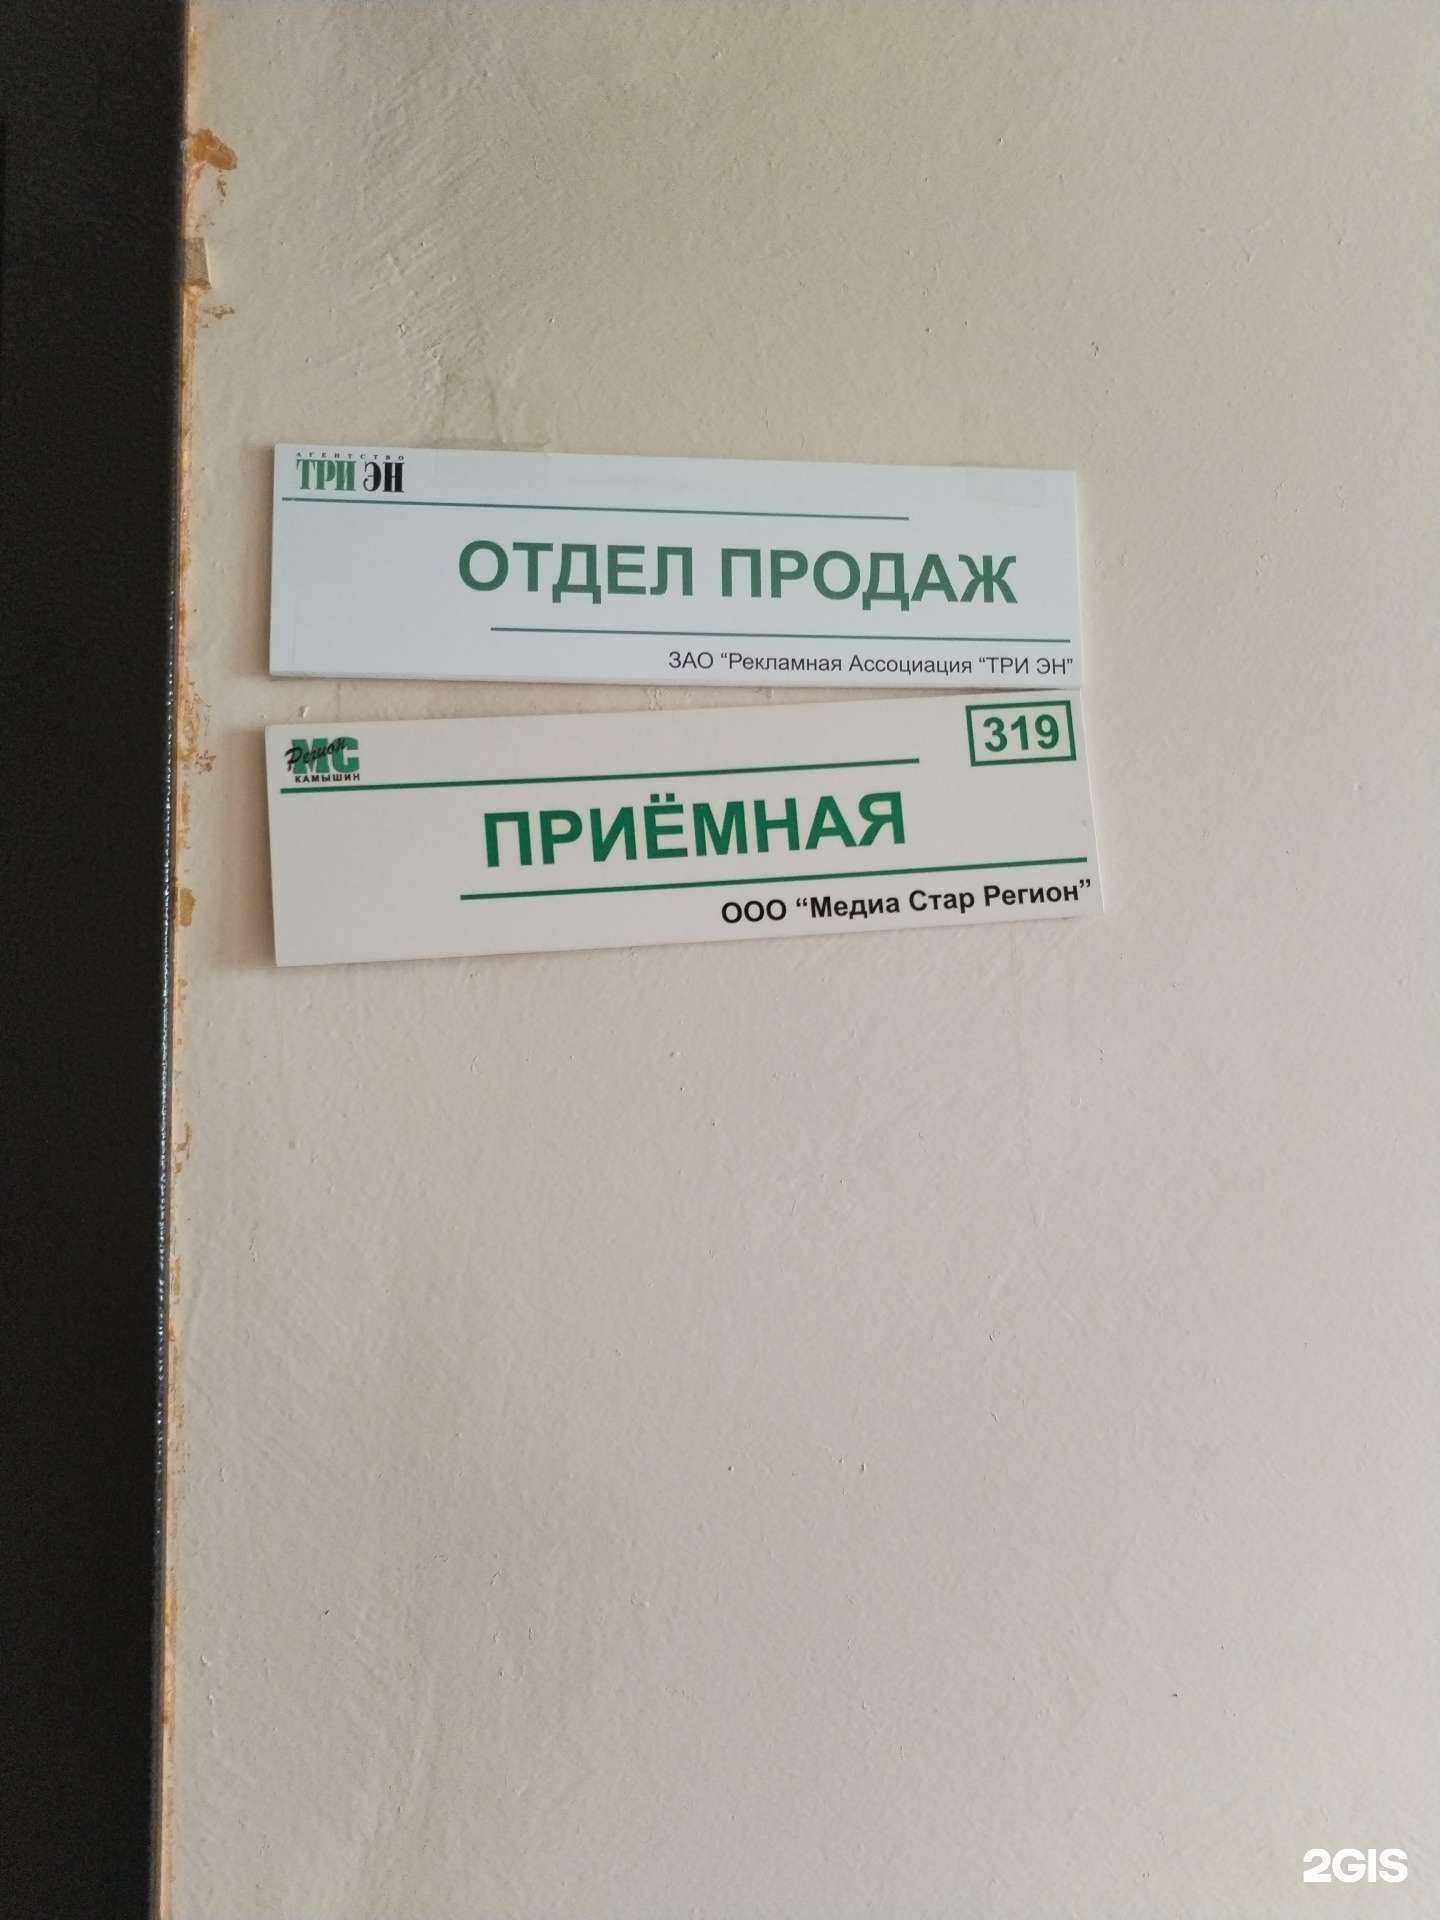 АГЕНТСТВО
ТРИ ЭН
ОТДЕЛ ПРОДАЖ
ЗАО “Рекламная Ассоциация “ТРИ ЭН”
319
МС
Регион
КАМЫШИН
ПРИЁМНАЯ
ООО “Медиа Стар Регион”
2GIS